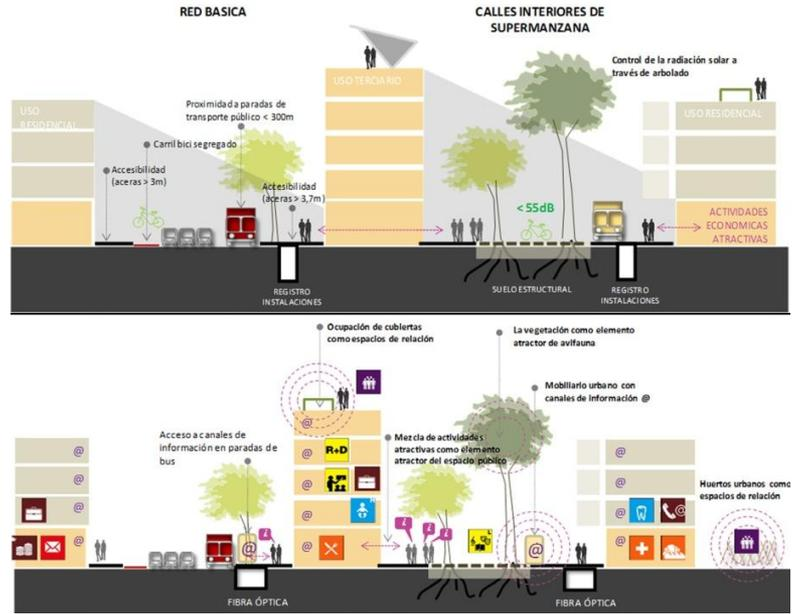 RED BASICA
CALLES INTERIORES DE
SUPERMANZANA
Control de la radiación solar a
través de arbolado
USO TERCIARIO
USO
RESIDENCIAL
Proximidad a paradas de
transporte público < 300m
USO RESIDENCIAL
Carril bici segregado
Accesibilidad
(aceras > 3m)
Accesibilidad
(aceras > 3,7m)
< 55dB
ACTIVIDADES
ECONOMICAS
ATRACTIVAS
REGISTRO
INSTALACIONES
SUELO ESTRUCTURAL
REGISTRO
INSTALACIONES
Ocupación de cubiertas
como espacios de relación
La vegetación como elemento
atractor de avifauna
Mobiliario urbano con
canales de información @
Acceso a canales de
información en paradas de
bus
Mezcla de actividades
atractivas como elemento
atractor del espacio público
Huertos urbanos como
espacios de relación
@
@
@
@
@
@
@
@
R+D
@
@
@
@
@
@
@
@
i
i
i
i
FIBRA ÓPTICA
FIBRA ÓPTICA